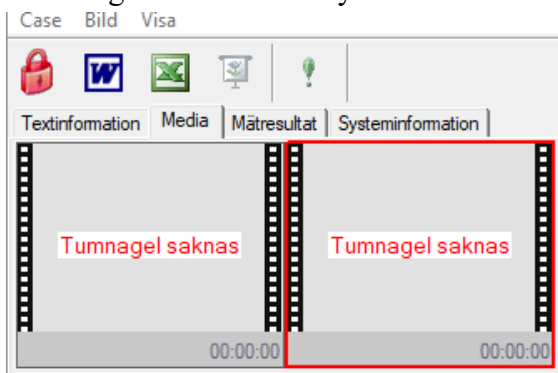 Case Bild Visa
Textinformation Media Mätresultat Systeminformation
Tumnagel saknas Tumnagel saknas
00:00:00 00:00:00